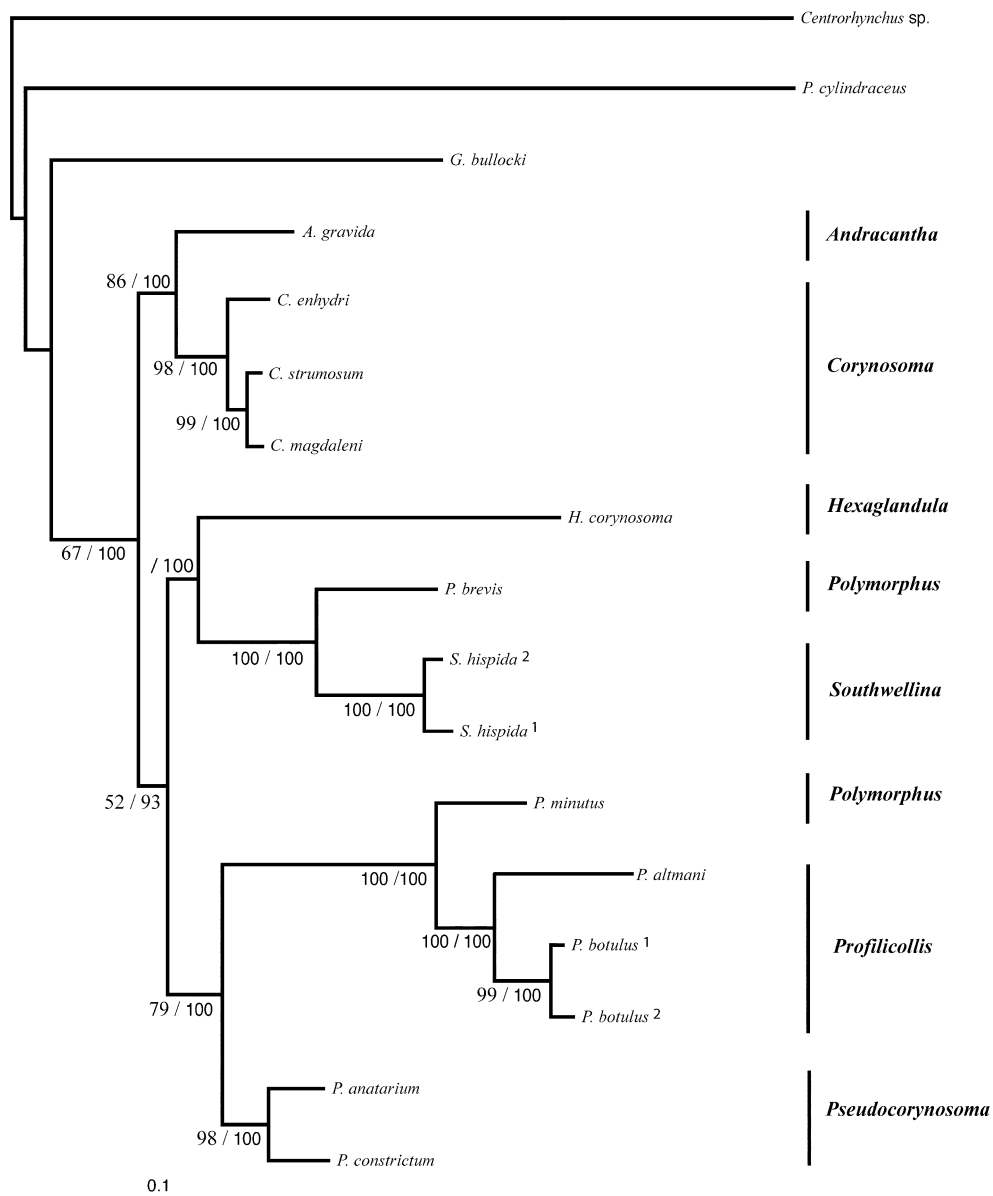 Centrorhynchus sp.
P. cylindraceus
G. bullocki
A. gravida
Andracantha
86 / 100
C. enhydri
98 / 100
Corynosoma
C. strumosum
99 / 100
C. magdaleni
67 / 100
H. corynosoma
Hexaglandula
/ 100
P. brevis
Polymorphus
100 / 100
S. hispida 2
Southwellina
100 / 100
S. hispida 1
52 / 93
P. minutus
Polymorphus
100 /100
P. altmani
100 / 100
P. botulus 1
Profilicollis
99 / 100
P. botulus 2
79 / 100
P. anatarium
Pseudocorynosoma
98 / 100
P. constrictum
0.1